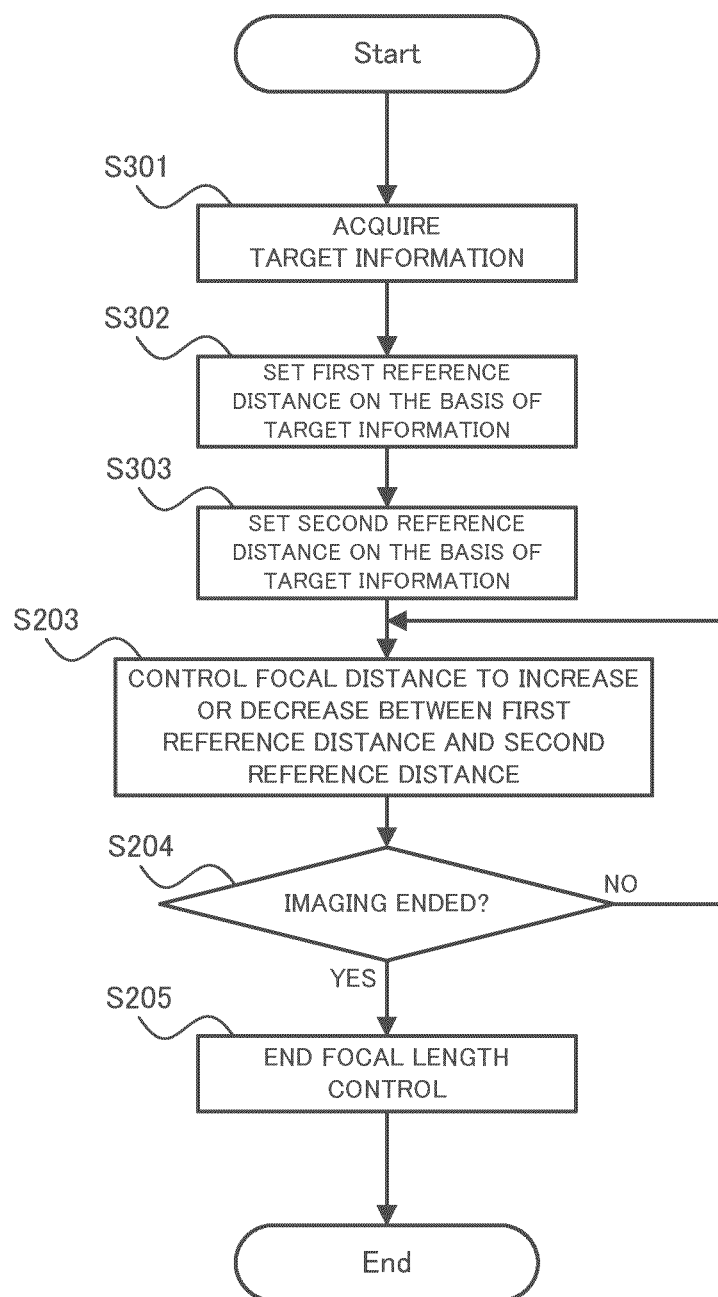 Start
S301
ACQUIRE
TARGET INFORMATION
S302
SET FIRST REFERENCE
DISTANCE ON THE BASIS OF
TARGET INFORMATION
S303
SET SECOND REFERENCE
DISTANCE ON THE BASIS OF
TARGET INFORMATION
S203
CONTROL FOCAL DISTANCE TO INCREASE
OR DECREASE BETWEEN FIRST
REFERENCE DISTANCE AND SECOND
REFERENCE DISTANCE
S204
IMAGING ENDED?
NO
YES
S205
END FOCAL LENGTH
CONTROL
End